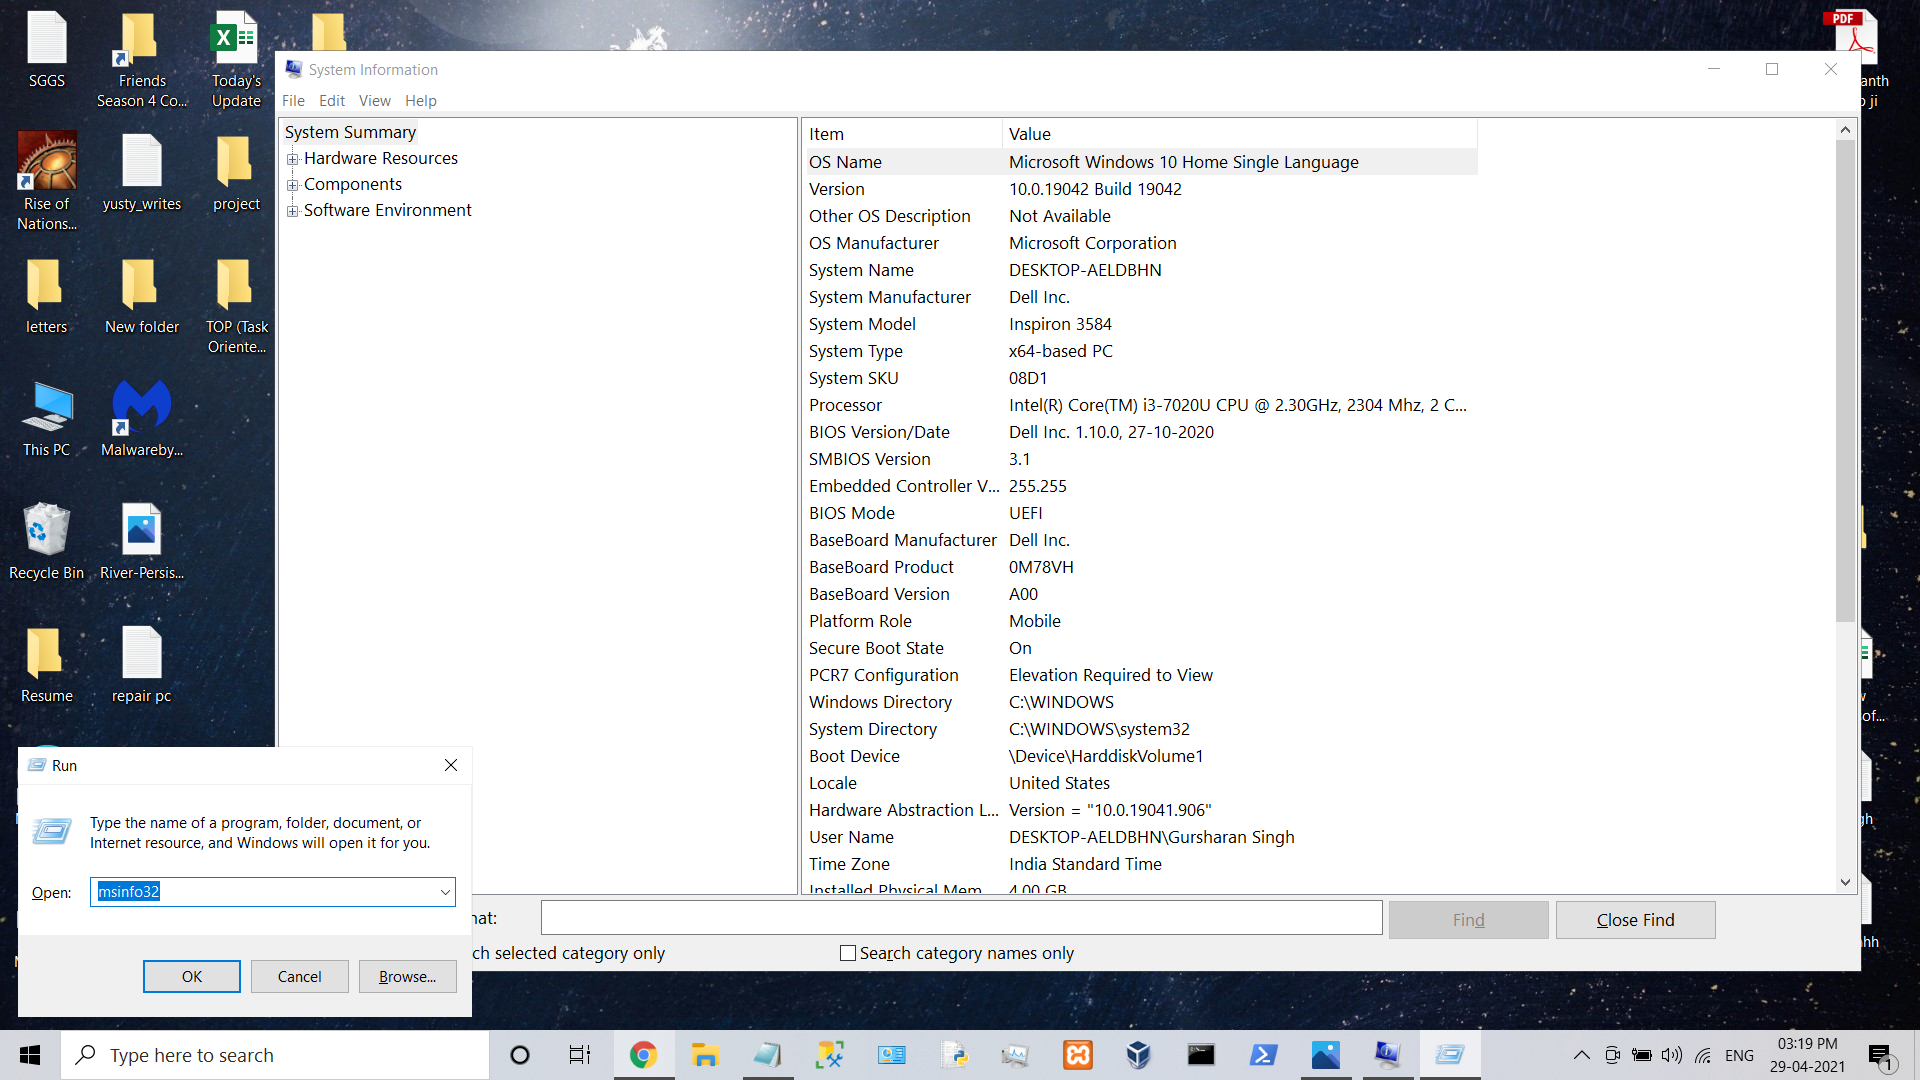 SGGS
Friends
Season 4 Co...
Today's
Update
Rise of
Nations...
yusty_writes
project
letters
New folder
TOP (Task
Oriente...
This PC
Malwareby...
Recycle Bin
River-Persis...
Resume
repair pc
PDF
anth
ji
of...
System Information
File Edit View Help
System Summary
Hardware Resources
Components
Software Environment
Item Value
OS Name Microsoft Windows 10 Home Single Language
Version 10.0.19042 Build 19042
Other OS Description Not Available
OS Manufacturer Microsoft Corporation
System Name DESKTOP-AELDBHN
System Manufacturer Dell Inc.
System Model Inspiron 3584
System Type x64-based PC
System SKU 08D1
Processor Intel(R) Core(TM) i3-7020U CPU @ 2.30GHz, 2304 Mhz, 2 C...
BIOS Version/Date Dell Inc. 1.10.0, 27-10-2020
SMBIOS Version 3.1
Embedded Controller V... 255.255
BIOS Mode UEFI
BaseBoard Manufacturer Dell Inc.
BaseBoard Product 0M78VH
BaseBoard Version A00
Platform Role Mobile
Secure Boot State On
PCR7 Configuration Elevation Required to View
Windows Directory C:\WINDOWS
System Directory C:\WINDOWS\system32
Boot Device \Device\HarddiskVolume1
Locale United States
Hardware Abstraction L... Version = "10.0.19041.906"
User Name DESKTOP-AELDBHN\Gursharan Singh
Time Zone India Standard Time
Installed Physical Mem 4.00 GB
hat:
Find
Close Find
ch selected category only
Search category names only
Run
Type the name of a program, folder, document, or
Internet resource, and Windows will open it for you.
Open: msinfo32
OK
Cancel
Browse...
Type here to search
ENG
03:19 PM
29-04-2021
1